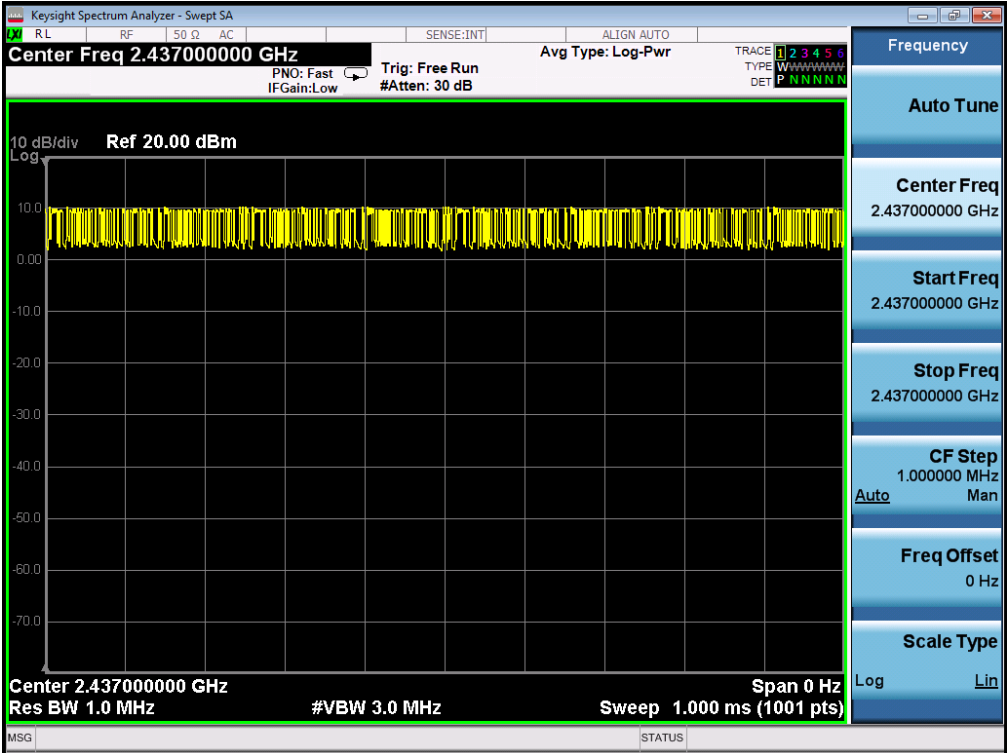 Keysight Spectrum Analyzer - Swept SA
LXI RL RF 50 Ω AC SENSE:INT ALIGN AUTO
Center Freq 2.437000000 GHz
PNO: Fast
IFGain:Low
Trig: Free Run
#Atten: 30 dB
Avg Type: Log-Pwr
TRACE 1 2 3 4 5 6
TYPE WWWWWW
DET P N N N N N
10 dB/div
Log
Ref 20.00 dBm
10.0
0.00
-10.0
-20.0
-30.0
-40.0
-50.0
-60.0
-70.0
Center 2.437000000 GHz
Span 0 Hz
Res BW 1.0 MHz
#VBW 3.0 MHz
Sweep 1.000 ms (1001 pts)
MSG
STATUS
Frequency
Auto Tune
Center Freq
2.437000000 GHz
Start Freq
2.437000000 GHz
Stop Freq
2.437000000 GHz
CF Step
1.000000 MHz
Auto Man
Freq Offset
0 Hz
Scale Type
Log Lin